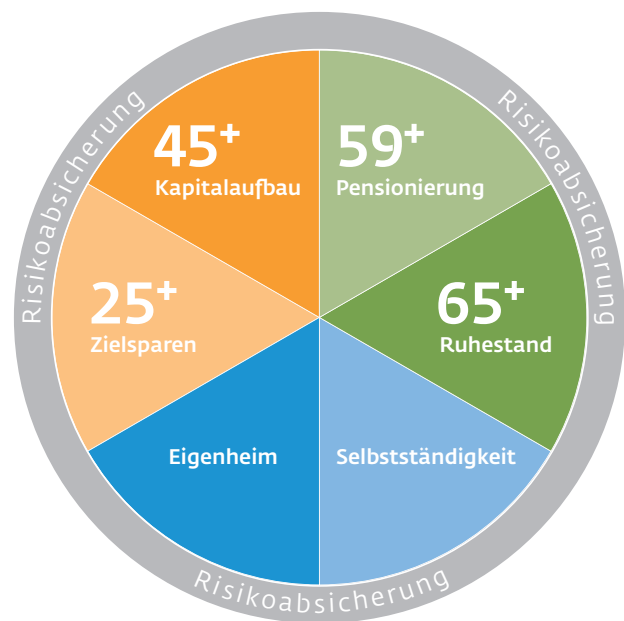 Risikoabsicherung
Risikoabsicherung
45+
Kapitalaufbau
59+
Pensionierung
25+
Zielsparen
65+
Ruhestand
Eigenheim
Selbstständigkeit
Risikoabsicherung